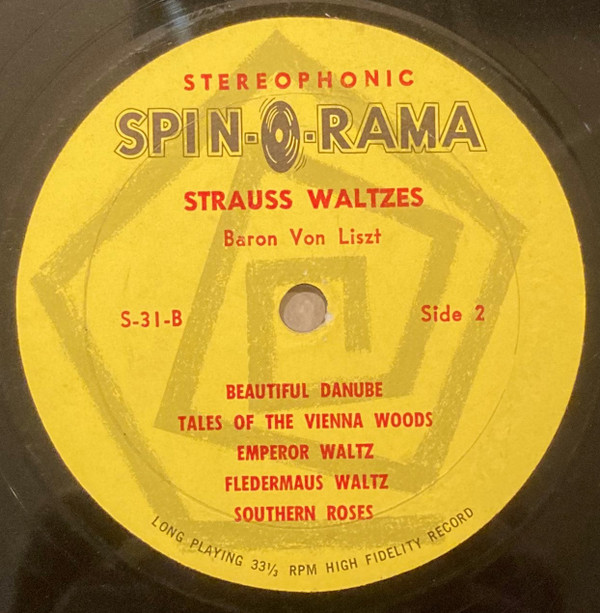 STEREOPHONIC
SPIN-O-RAMA
STRAUSS WALTZES
Baron Von Liszt
S-31-B
Side 2
BEAUTIFUL DANUBE
TALES OF THE VIENNA WOODS
EMPEROR WALTZ
FLEDERMAUS WALTZ
SOUTHERN ROSES
LONG PLAYING 33⅓ RPM HIGH FIDELITY RECORD